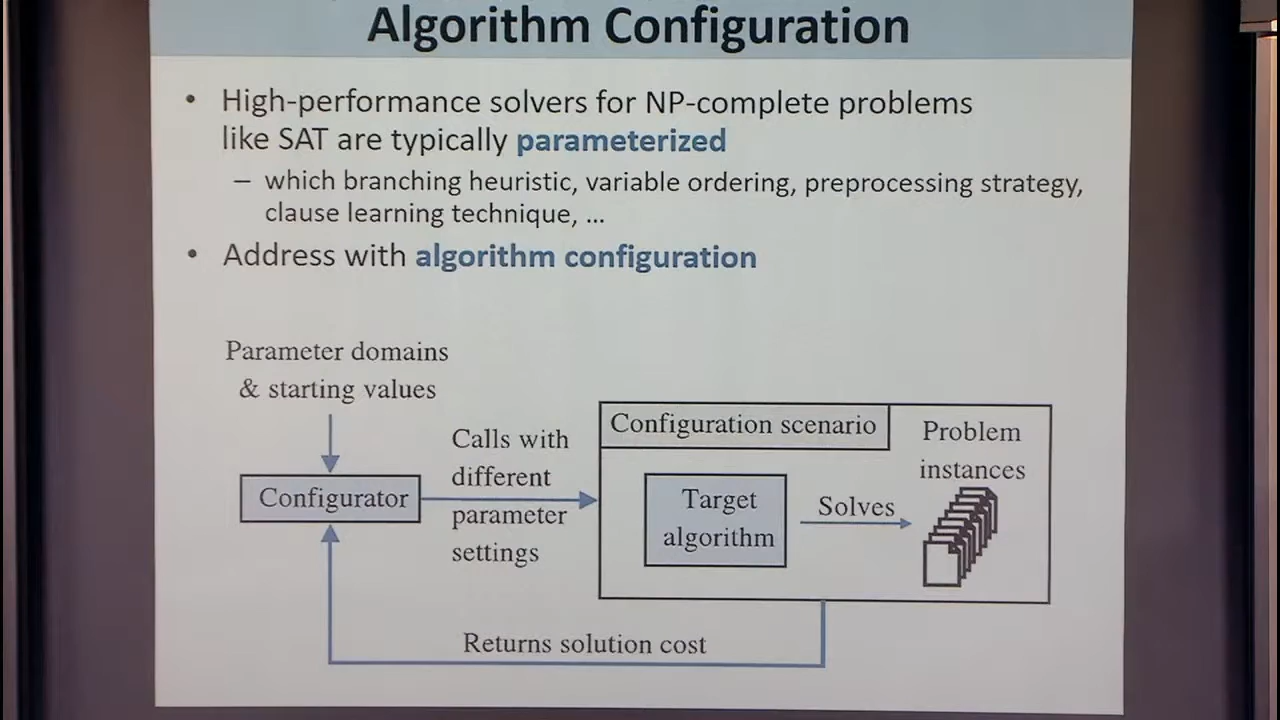 Algorithm Configuration
• High-performance solvers for NP-complete problems
like SAT are typically parameterized
– which branching heuristic, variable ordering, preprocessing strategy,
clause learning technique, ...
• Address with algorithm configuration
Parameter domains
& starting values
Calls with
different
parameter
settings
Configurator
Configuration scenario
Problem
instances
Target
algorithm
Solves
Returns solution cost